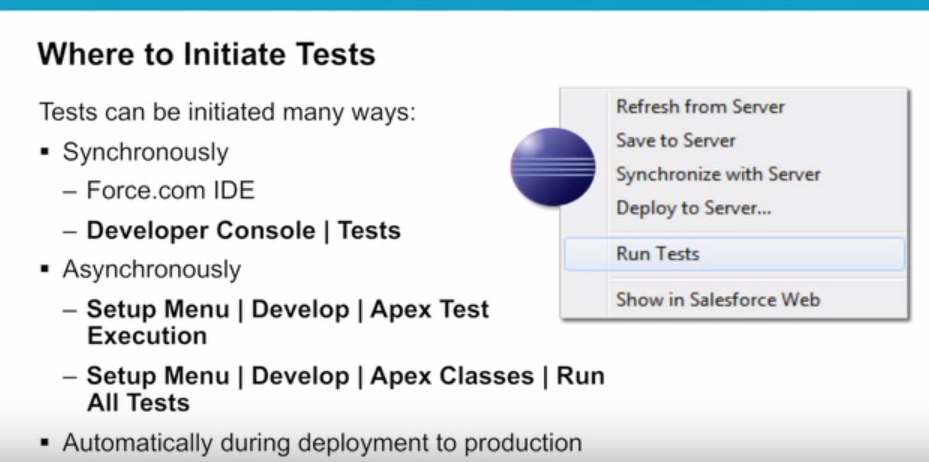 Where to Initiate Tests
Tests can be initiated many ways:
▪ Synchronously
– Force.com IDE
– Developer Console | Tests
▪ Asynchronously
– Setup Menu | Develop | Apex Test
Execution
– Setup Menu | Develop | Apex Classes | Run
All Tests
▪ Automatically during deployment to production
Refresh from Server
Save to Server
Synchronize with Server
Deploy to Server...
Run Tests
Show in Salesforce Web